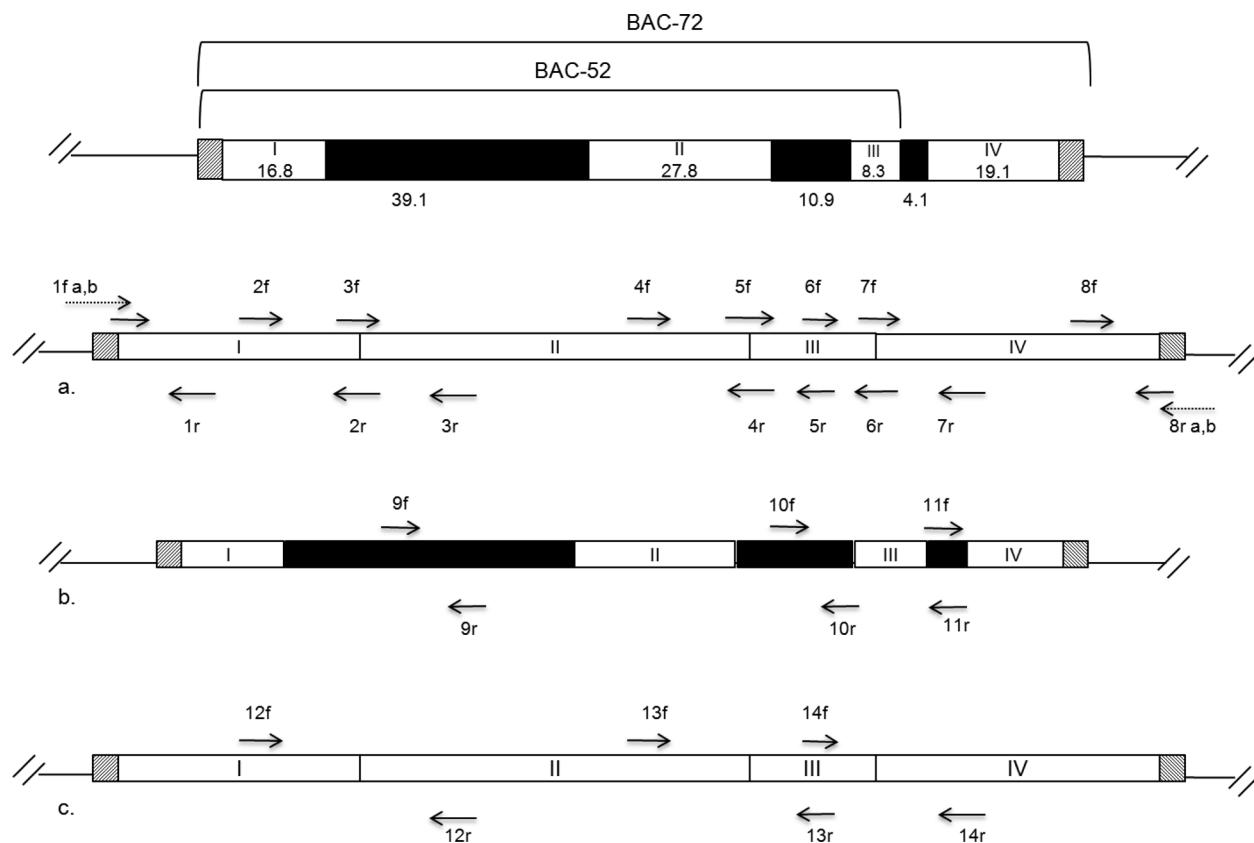 BAC-72
BAC-52
I II III IV
16.8 27.8 8.3 19.1
39.1 10.9 4.1
1f a,b 2f 3f 4f 5f 6f 7f 8f
I II III IV
a.
1r 2r 3r 4r 5r 6r 7r 8r a,b
9f 10f 11f
I II III IV
b.
9r 10r 11r
12f 13f 14f
I II III IV
c.
12r 13r 14r